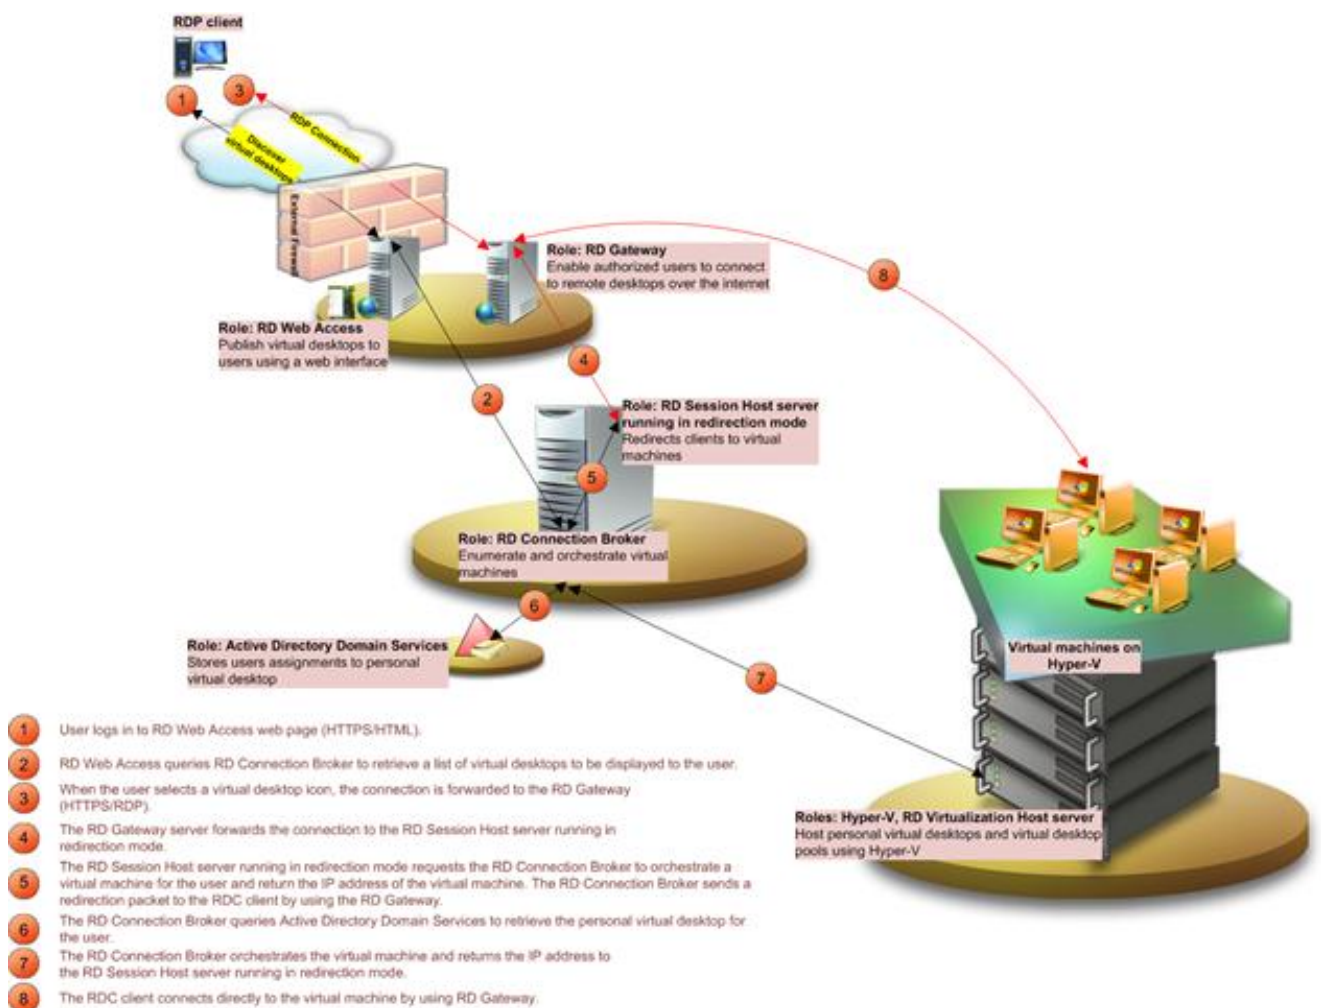 RDP client
1
3
RDP Connection
Discover
virtual desktops
External Firewall
Role: RD Gateway
Enable authorized users to connect
to remote desktops over the internet
8
Role: RD Web Access
Publish virtual desktops to
users using a web interface
4
2
Role: RD Session Host server
running in redirection mode
Redirects clients to virtual
machines
5
Role: RD Connection Broker
Enumerate and orchestrate virtual
machines
6
Role: Active Directory Domain Services
Stores users assignments to personal
virtual desktop
7
Virtual machines on
Hyper-V
Roles: Hyper-V, RD Virtualization Host server
Host personal virtual desktops and virtual desktop
pools using Hyper-V
1 User logs in to RD Web Access web page (HTTPS/HTML).
2 RD Web Access queries RD Connection Broker to retrieve a list of virtual desktops to be displayed to the user.
3 When the user selects a virtual desktop icon, the connection is forwarded to the RD Gateway
(HTTPS/RDP).
4 The RD Gateway server forwards the connection to the RD Session Host server running in
redirection mode.
5 The RD Session Host server running in redirection mode requests the RD Connection Broker to orchestrate a
virtual machine for the user and return the IP address of the virtual machine. The RD Connection Broker sends a
redirection packet to the RDC client by using the RD Gateway.
6 The RD Connection Broker queries Active Directory Domain Services to retrieve the personal virtual desktop for
the user.
7 The RD Connection Broker orchestrates the virtual machine and returns the IP address to
the RD Session Host server running in redirection mode.
8 The RDC client connects directly to the virtual machine by using RD Gateway.